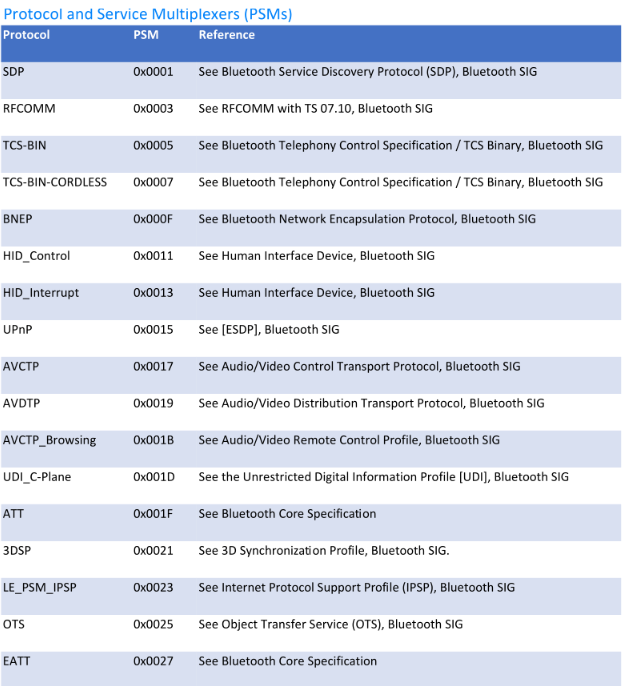 Protocol and Service Multiplexers (PSMs)
Protocol PSM Reference
SDP 0x0001 See Bluetooth Service Discovery Protocol (SDP), Bluetooth SIG
RFCOMM 0x0003 See RFCOMM with TS 07.10, Bluetooth SIG
TCS-BIN 0x0005 See Bluetooth Telephony Control Specification / TCS Binary, Bluetooth SIG
TCS-BIN-CORDLESS 0x0007 See Bluetooth Telephony Control Specification / TCS Binary, Bluetooth SIG
BNEP 0x000F See Bluetooth Network Encapsulation Protocol, Bluetooth SIG
HID_Control 0x0011 See Human Interface Device, Bluetooth SIG
HID_Interrupt 0x0013 See Human Interface Device, Bluetooth SIG
UPnP 0x0015 See [ESDP], Bluetooth SIG
AVCTP 0x0017 See Audio/Video Control Transport Protocol, Bluetooth SIG
AVDTP 0x0019 See Audio/Video Distribution Transport Protocol, Bluetooth SIG
AVCTP_Browsing 0x001B See Audio/Video Remote Control Profile, Bluetooth SIG
UDI_C-Plane 0x001D See the Unrestricted Digital Information Profile [UDI], Bluetooth SIG
ATT 0x001F See Bluetooth Core Specification
3DSP 0x0021 See 3D Synchronization Profile, Bluetooth SIG.
LE_PSM_IPSP 0x0023 See Internet Protocol Support Profile (IPSP), Bluetooth SIG
OTS 0x0025 See Object Transfer Service (OTS), Bluetooth SIG
EATT 0x0027 See Bluetooth Core Specification